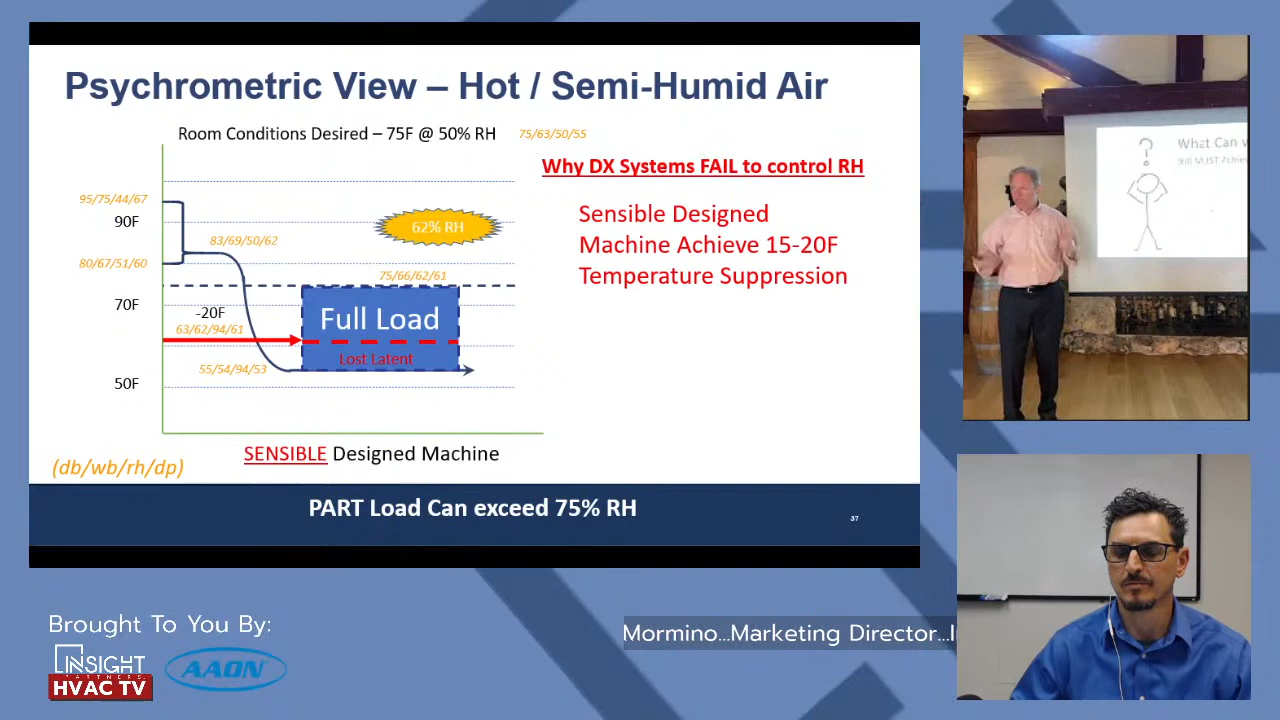 Psychrometric View – Hot / Semi-Humid Air
Room Conditions Desired – 75F @ 50% RH
75/63/50/55
Why DX Systems FAIL to control RH
Sensible Designed
Machine Achieve 15-20F
Temperature Suppression
95/75/44/67
90F
83/69/50/62
62% RH
80/67/51/60
75/66/62/61
70F
-20F
63/62/94/61
Full Load
Lost Latent
55/54/94/53
50F
SENSIBLE Designed Machine
(db/wb/rh/dp)
PART Load Can exceed 75% RH
37
?
What Can
Still MUST Achiev
Brought To You By:
INSIGHT
PARTNERS
HVAC TV
AAON
Mormino...Marketing Director...I